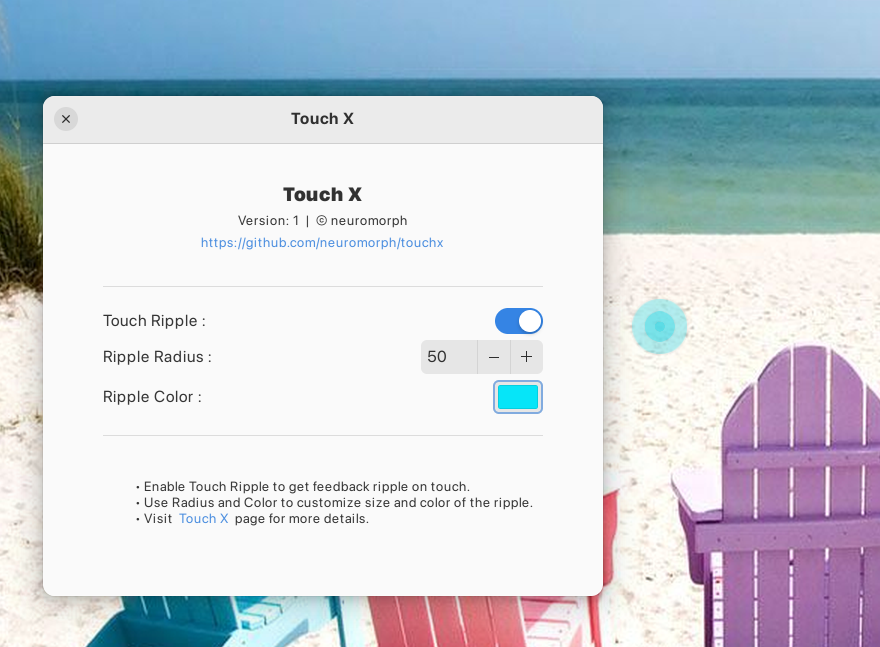 Touch X
Touch X
Version: 1 | © neuromorph
https://github.com/neuromorph/touchx
Touch Ripple :
Ripple Radius : 50 – +
Ripple Color :
• Enable Touch Ripple to get feedback ripple on touch.
• Use Radius and Color to customize size and color of the ripple.
• Visit Touch X page for more details.